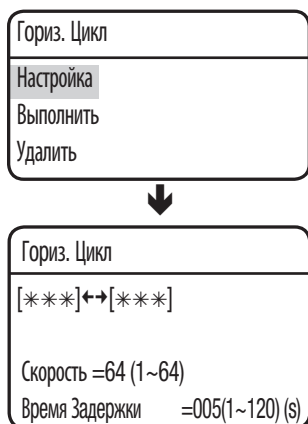 Гориз. Цикл
Настройка
Выполнить
Удалить
Гориз. Цикл
[✳✳✳]↔[✳✳✳]
Скорость =64 (1~64)
Время Задержки =005(1~120) (s)